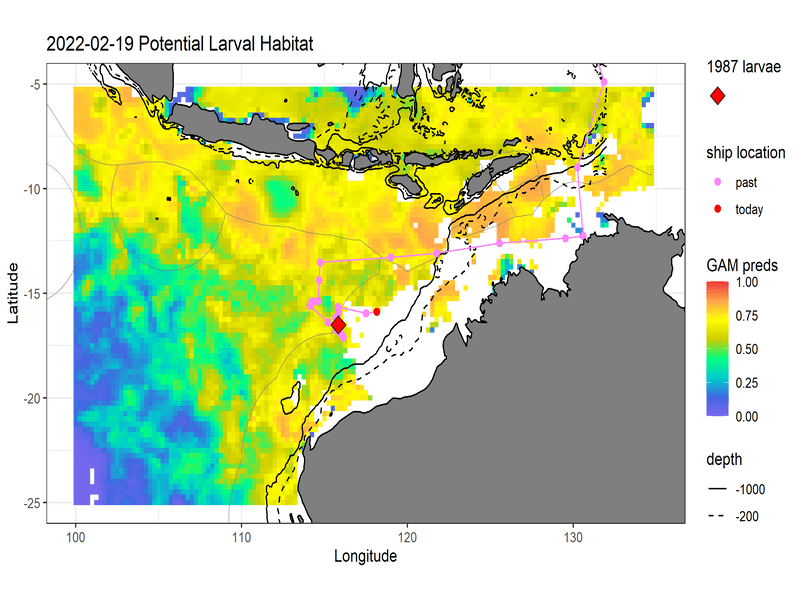 2022-02-19 Potential Larval Habitat
-5
-10
-15
-20
-25
Latitude
100
110
120
130
Longitude
1987 larvae
ship location
past
today
GAM preds
1.00
0.75
0.50
0.25
0.00
depth
-1000
-200